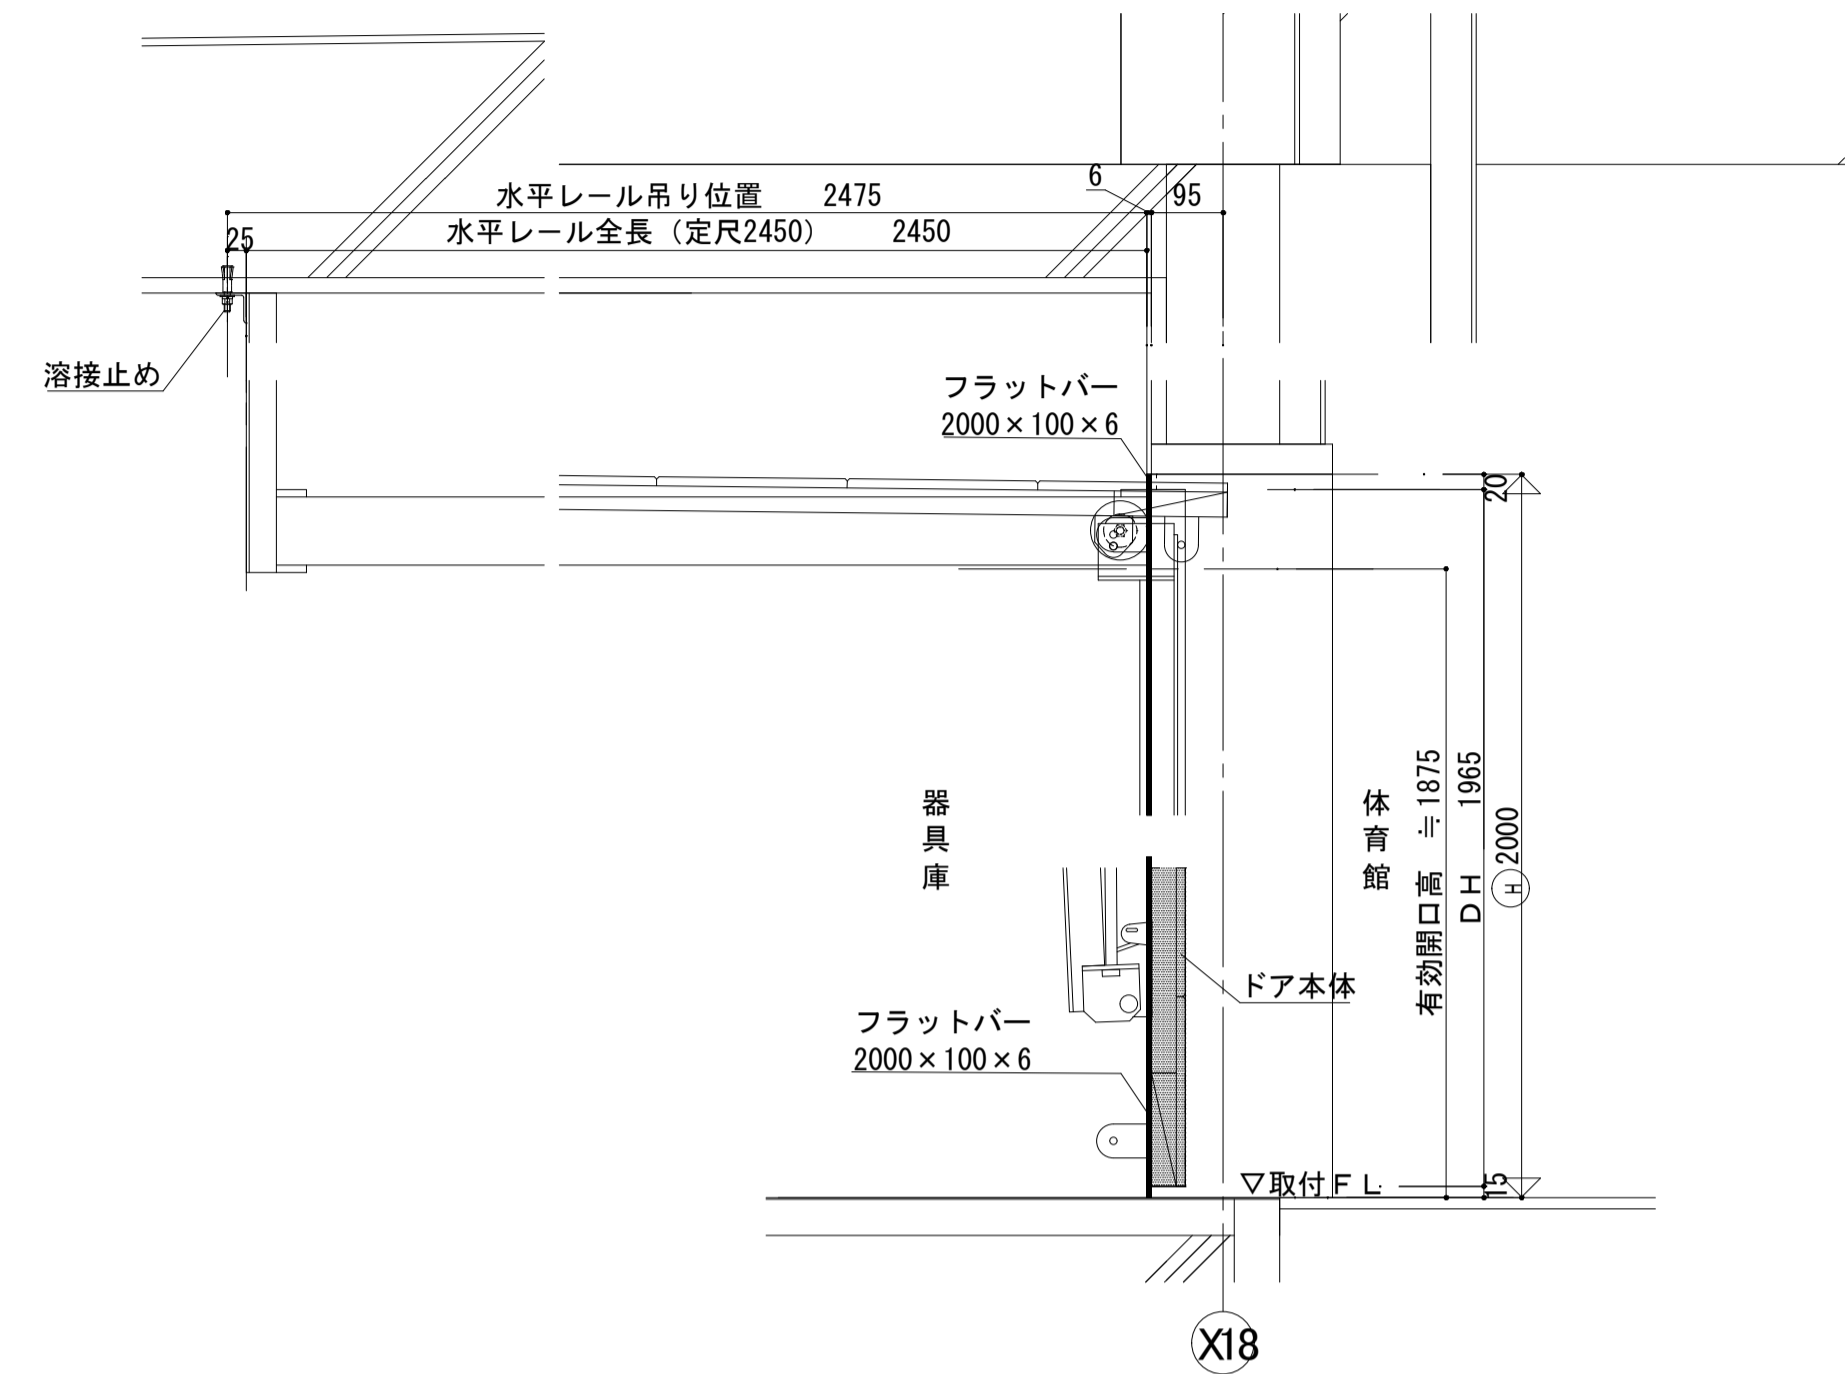 6
水平レール吊り位置 2475
95
25
水平レール全長（定尺2450） 2450
溶接止め
フラットバー
2000×100×6
20
器具庫
体育館
有効開口高 ≒1875
ＤＨ 1965
H 2000
ドア本体
フラットバー
2000×100×6
▽取付ＦＬ
15
X18